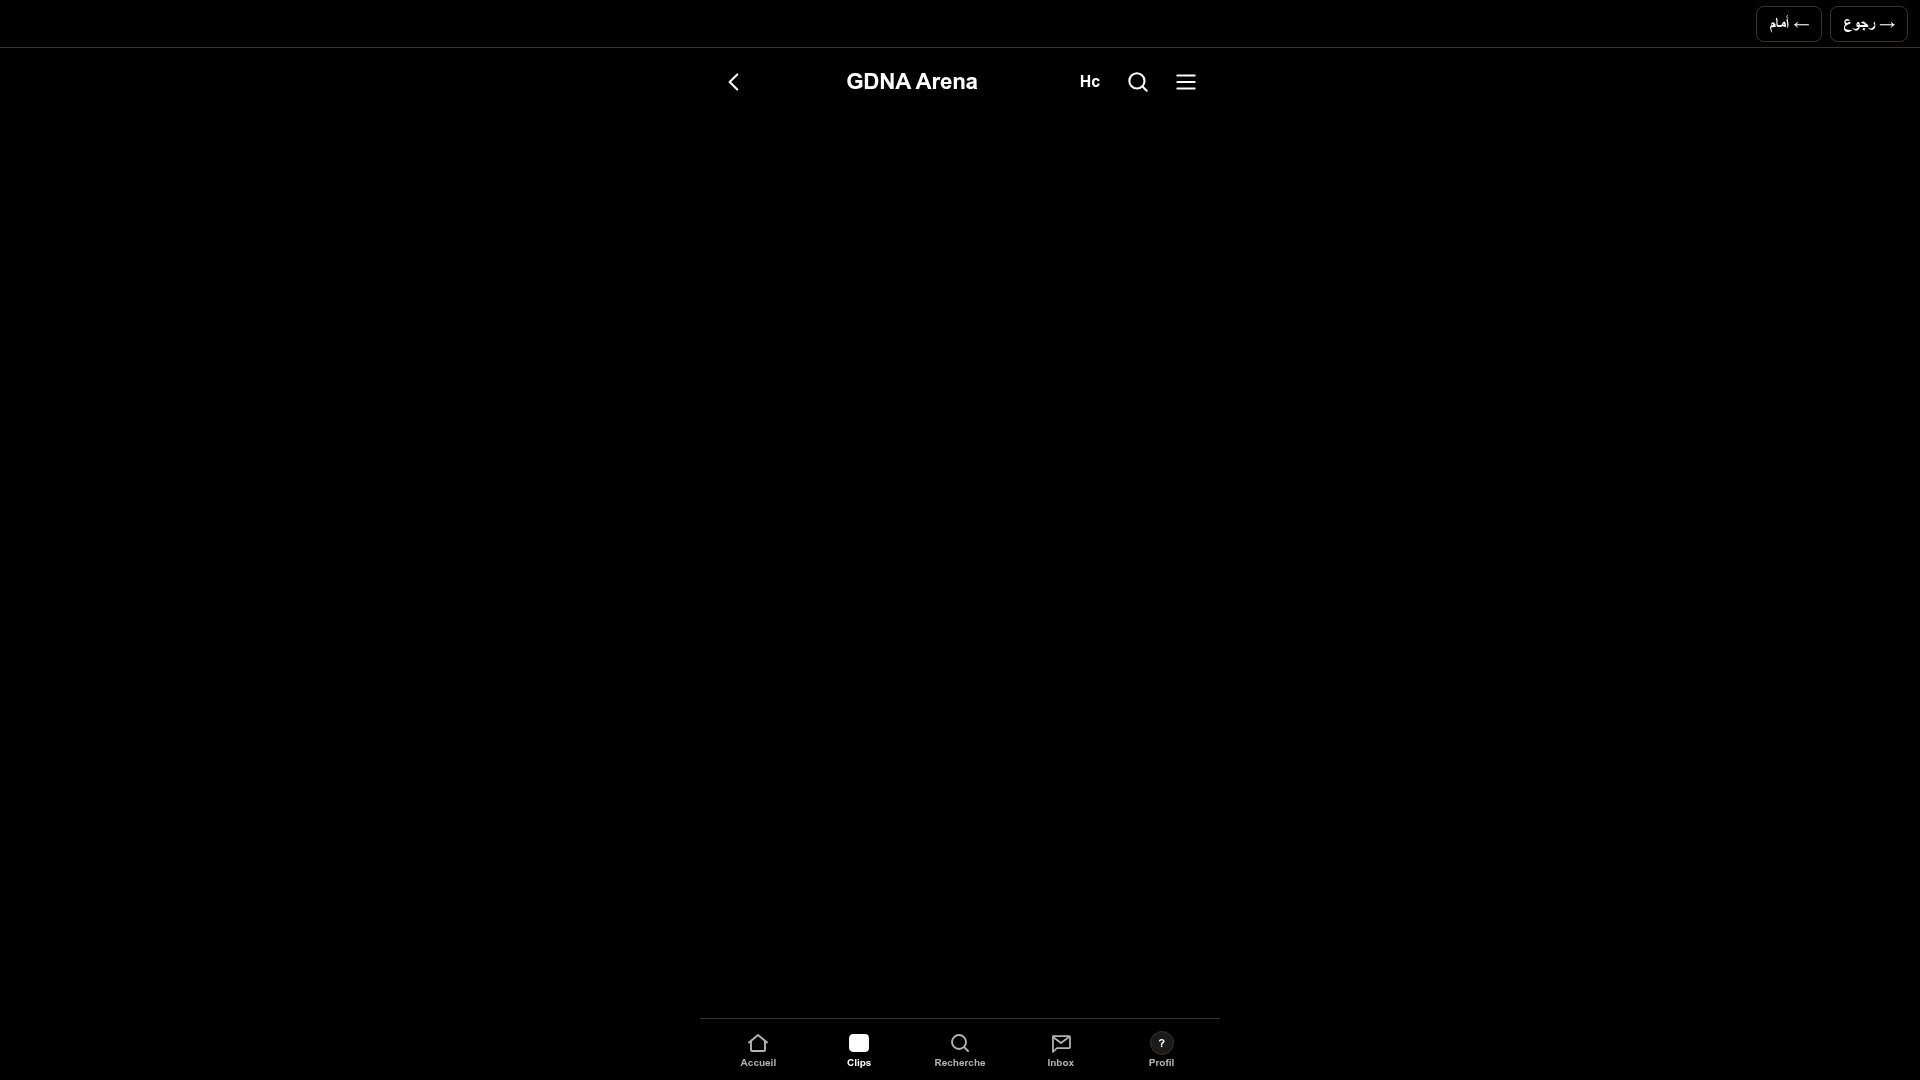 → رجوع
← أمام
GDNA Arena
Hc
Accueil
Clips
Recherche
Inbox
?
Profil